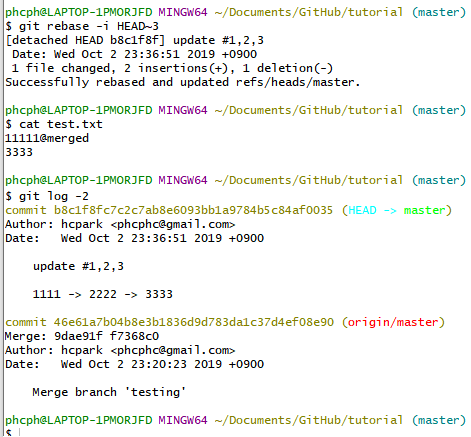 phcph@LAPTOP-1PMORJFD MINGW64 ~/Documents/GitHub/tutorial (master)
$ git rebase -i HEAD~3
[detached HEAD b8c1f8f] update #1,2,3
 Date: Wed Oct 2 23:36:51 2019 +0900
 1 file changed, 2 insertions(+), 1 deletion(-)
Successfully rebased and updated refs/heads/master.
phcph@LAPTOP-1PMORJFD MINGW64 ~/Documents/GitHub/tutorial (master)
$ cat test.txt
11111@merged
3333
phcph@LAPTOP-1PMORJFD MINGW64 ~/Documents/GitHub/tutorial (master)
$ git log -2
commit b8c1f8fc7c2c7ab8e6093bb1a9784b5c84af0035 (HEAD -> master)
Author: hcpark <phcphc@gmail.com>
Date:   Wed Oct 2 23:36:51 2019 +0900
    update #1,2,3
    1111 -> 2222 -> 3333
commit 46e61a7b04b8e3b1836d9d783da1c37d4ef08e90 (origin/master)
Merge: 9dae91f f7368c0
Author: hcpark <phcphc@gmail.com>
Date:   Wed Oct 2 23:20:23 2019 +0900
    Merge branch 'testing'
phcph@LAPTOP-1PMORJFD MINGW64 ~/Documents/GitHub/tutorial (master)
$